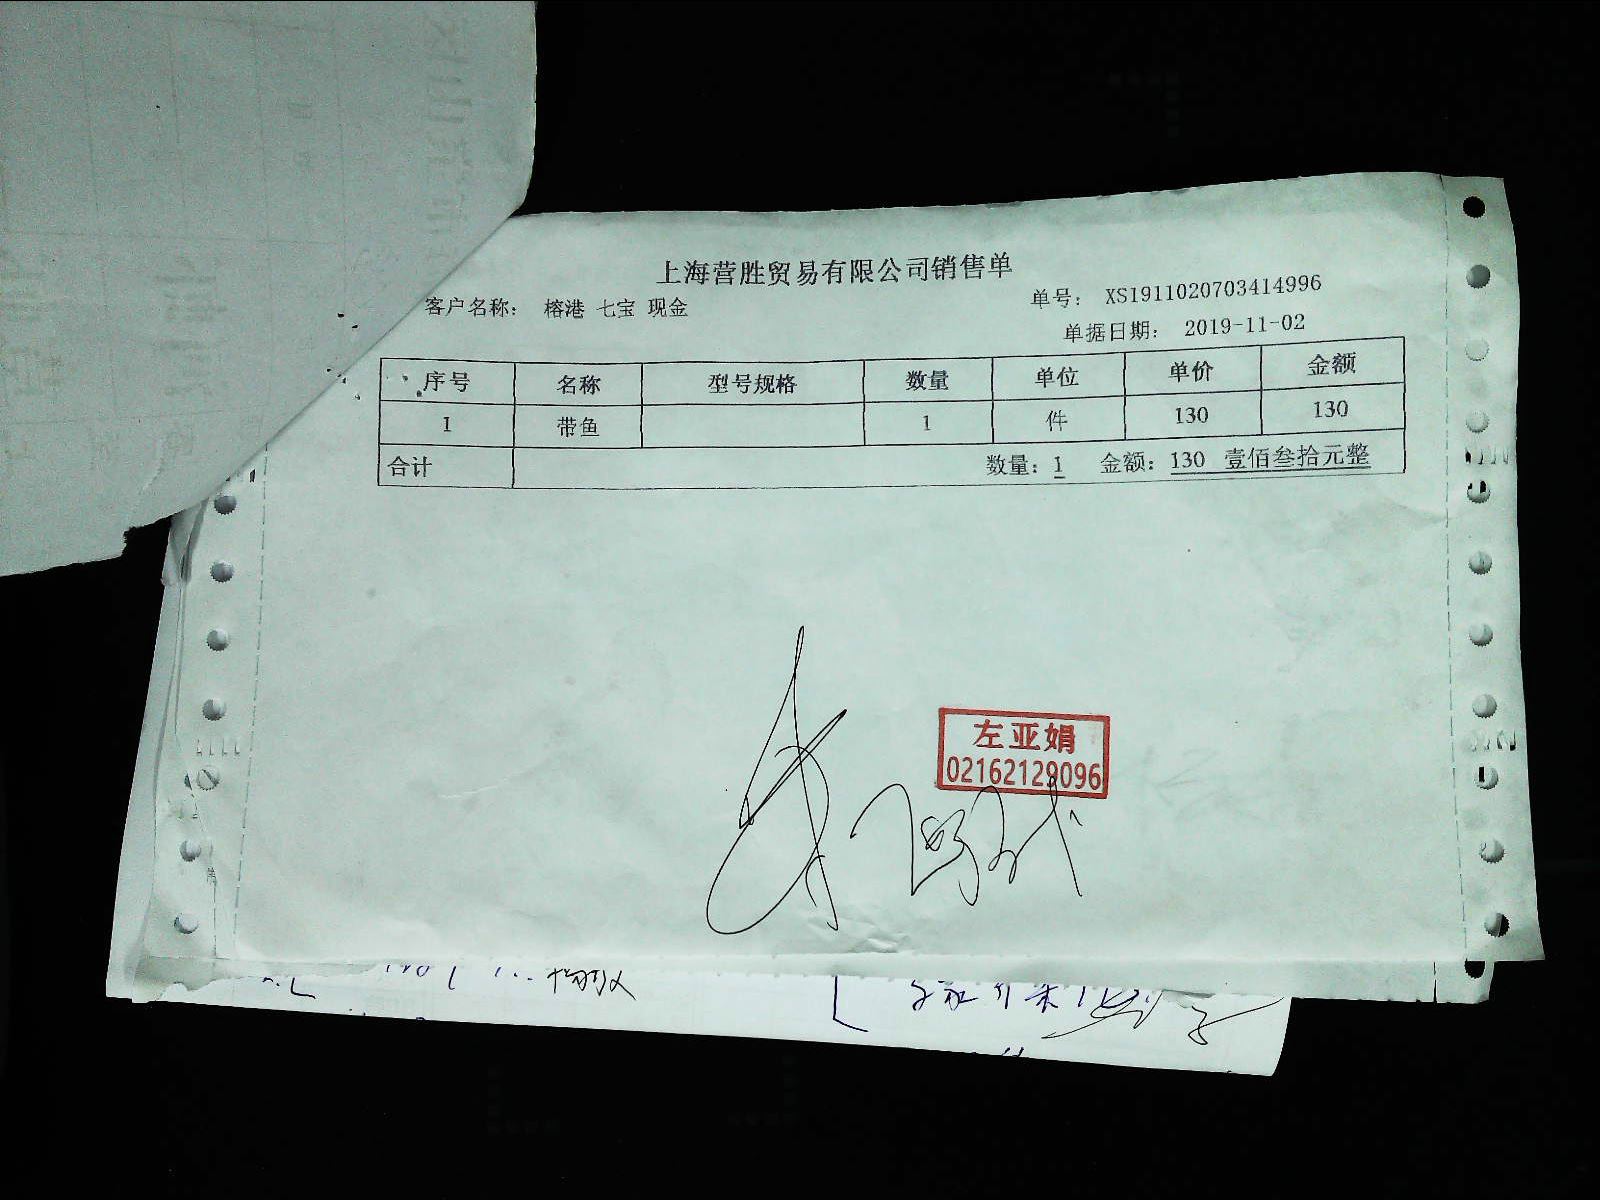 上海营胜贸易有限公司销售单
客户名称： 榕港 七宝 现金
单号： XS1911020703414996
单据日期： 2019-11-02
序号 名称 型号规格 数量 单位 单价 金额
1 带鱼 1 件 130 130
合计 数量：1 金额：130 壹佰叁拾元整
左亚娟
02162129096